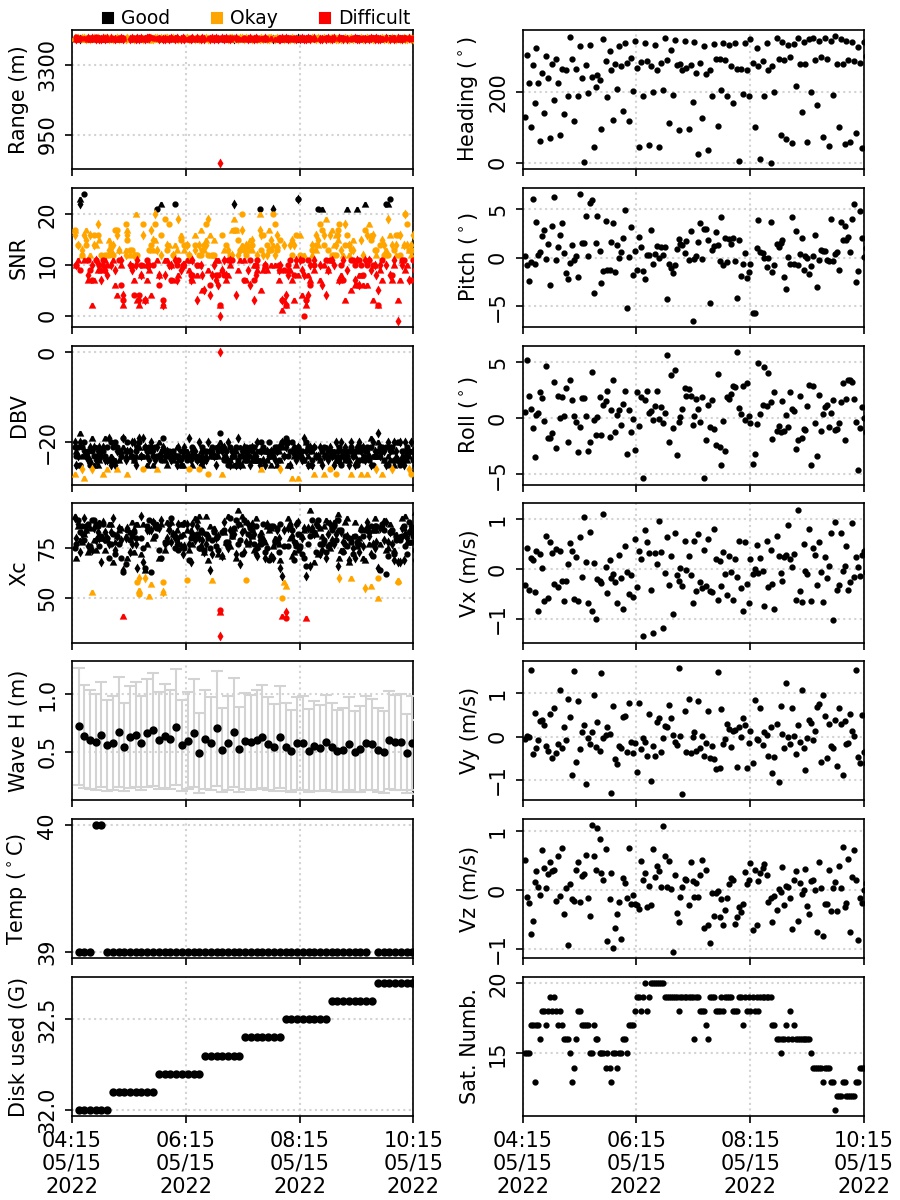 Good Okay Difficult
Range (m)
3300
950
Heading (°)
200
0
SNR
20
10
0
Pitch (°)
5
0
−5
DBV
0
−20
Roll (°)
5
0
−5
Xc
75
50
Vx (m/s)
1
0
−1
Wave H (m)
1.0
0.5
Vy (m/s)
1
0
−1
Temp (°C)
40
39
Vz (m/s)
1
0
−1
Disk used (G)
32.5
32.0
Sat. Numb.
20
15
04:15 06:15 08:15 10:15 04:15 06:15 08:15 10:15
05/15 05/15 05/15 05/15 05/15 05/15 05/15 05/15
2022 2022 2022 2022 2022 2022 2022 2022